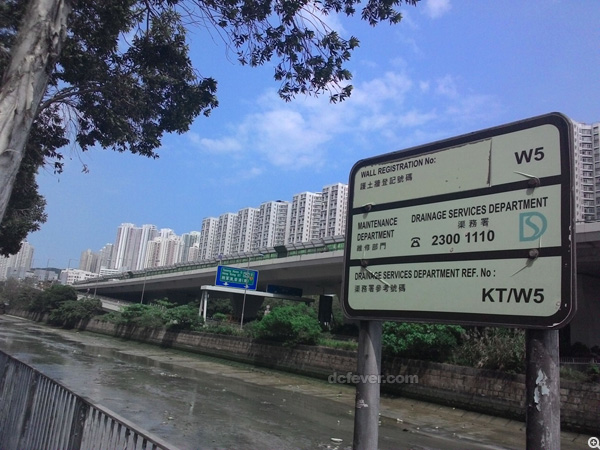 WALL REGISTRATION No:
W5
護土牆登記號碼
MAINTENANCE
DEPARTMENT
維修部門
DRAINAGE SERVICES DEPARTMENT
渠務署
☎ 2300 1110
DRAINAGE SERVICES DEPARTMENT REF. No :
渠務署參考號碼
KT/W5
dcfever.com